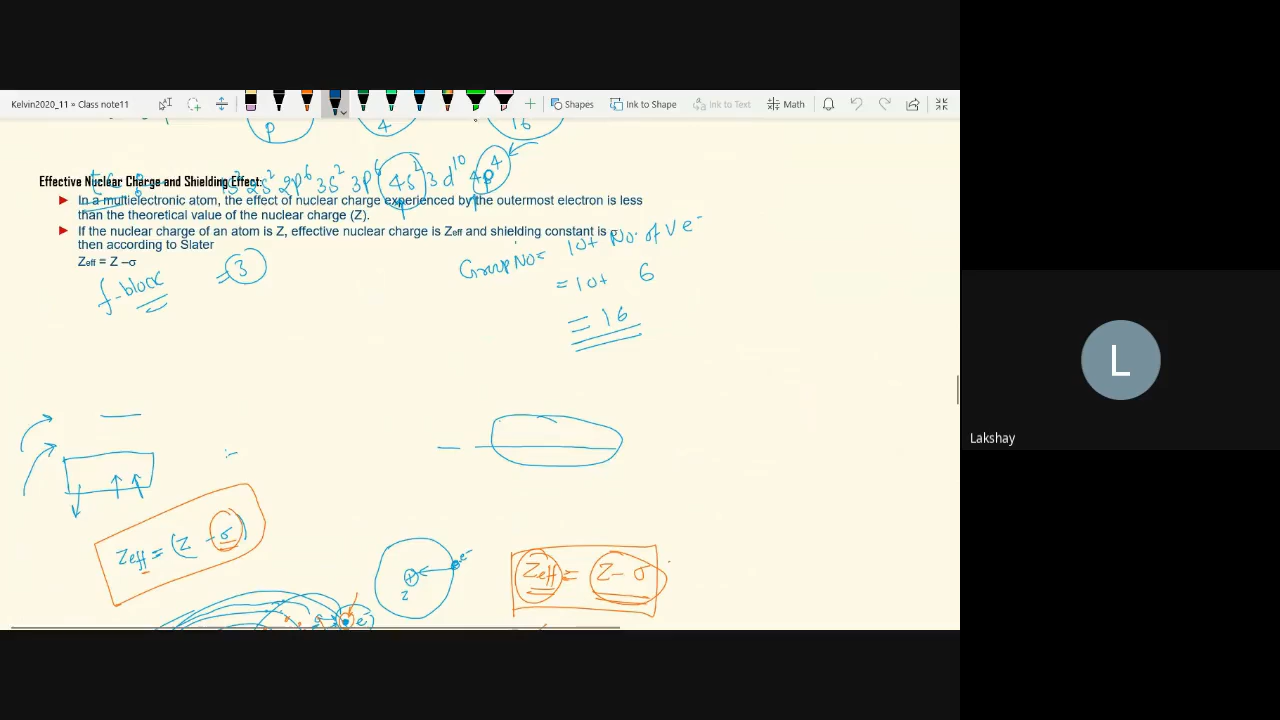 Kelvin2020_11 » Class note11
Shapes
Ink to Shape
Ink to Text
Math
p
4
16
1s² 2s² 2p⁶ 3s² 3p⁶ 4s² 3d¹⁰ 4p⁴
Effective Nuclear Charge and Shielding Effect:
In a multielectronic atom, the effect of nuclear charge experienced by the outermost electron is less
than the theoretical value of the nuclear charge (Z).
If the nuclear charge of an atom is Z, effective nuclear charge is Zeff and shielding constant is σ
then according to Slater
Zeff = Z –σ
f-block
= 3
Group No = 10+ No. of V e⁻
= 10+ 6
= 16
Zeff = (Z - σ)
e⁻
Z
Zeff = Z- σ
e⁻
L
Lakshay